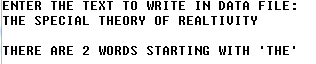 ENTER THE TEXT TO WRITE IN DATA FILE:
THE SPECIAL THEORY OF REALTIVITY
THERE ARE 2 WORDS STARTING WITH 'THE'